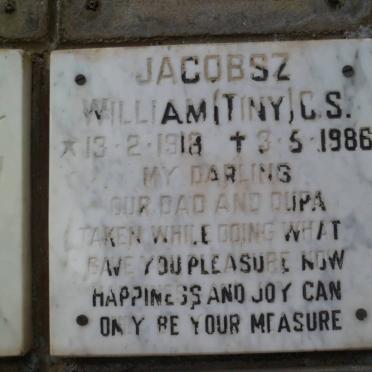 JACOBSZ
WILLIAM (TINY) C.S.
* 13-2-1918 ✝ 3-5-1986
MY DARLING
OUR DAD AND OUPA
TAKEN WHILE DOING WHAT
GAVE YOU PLEASURE NOW
HAPPINESS AND JOY CAN
ONLY BE YOUR MEASURE